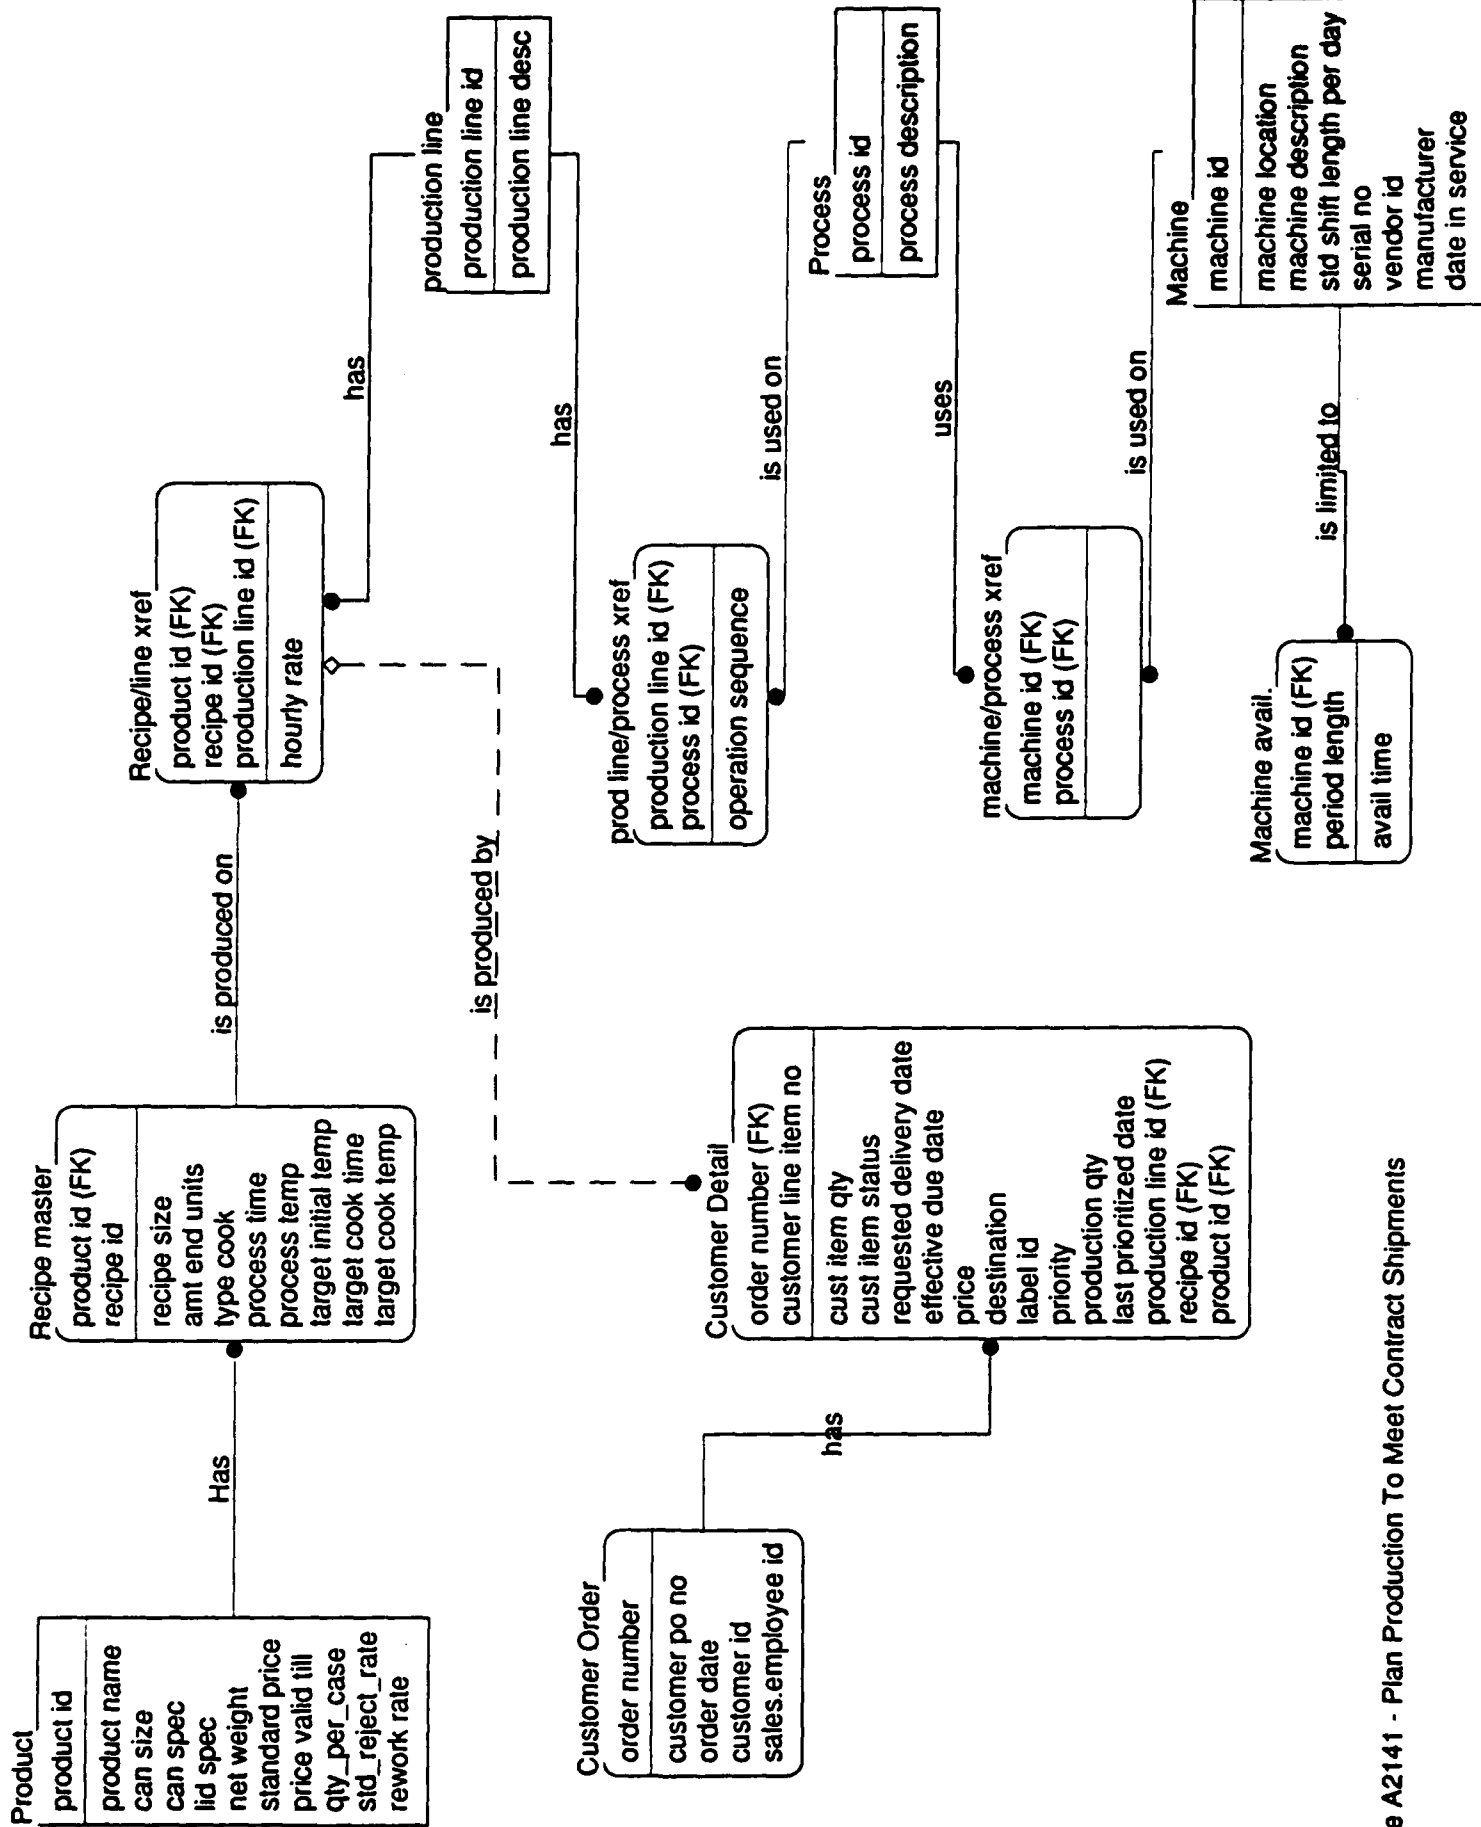 Product
product id
product name
can size
can spec
lid spec
net weight
standard price
price valid till
qty_per_case
std_reject_rate
rework rate
Has
Recipe master
product id (FK)
recipe id
recipe size
amt end units
type cook
process time
process temp
target initial temp
target cook time
target cook temp
is produced on
Recipe/line xref
product id (FK)
recipe id (FK)
production line id (FK)
hourly rate
has
production line
production line id
production line desc
has
is produced by
prod line/process xref
production line id (FK)
process id (FK)
operation sequence
is used on
Process
process id
process description
uses
Customer Order
order number
customer po no
order date
customer id
sales.employee id
has
Customer Detail
order number (FK)
customer line item no
cust item qty
cust item status
requested delivery date
effective due date
price
destination
label id
priority
production qty
last prioritized date
production line id (FK)
recipe id (FK)
product id (FK)
machine/process xref
machine id (FK)
process id (FK)
is used on
Machine
machine id
machine location
machine description
std shift length per day
serial no
vendor id
manufacturer
date in service
is limited to
Machine avail.
machine id (FK)
period length
avail time
e A2141 - Plan Production To Meet Contract Shipments